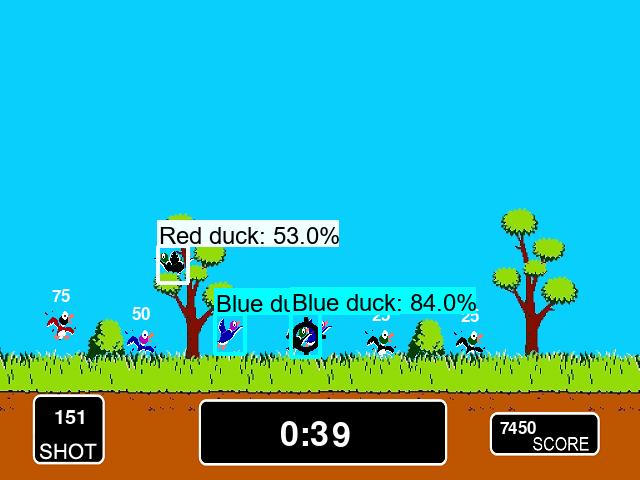 Red duck: 53.0%
75
Blue du
Blue duck: 84.0%
50
25
25
151
SHOT
0:39
7450
SCORE